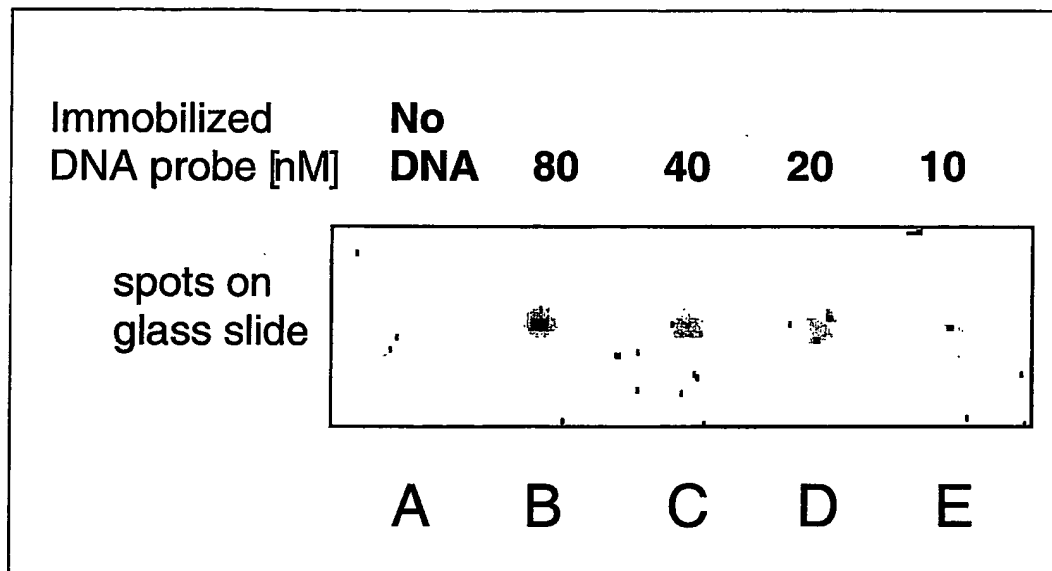 Immobilized No
DNA probe [nM] DNA 80 40 20 10
spots on
glass slide
A B C D E